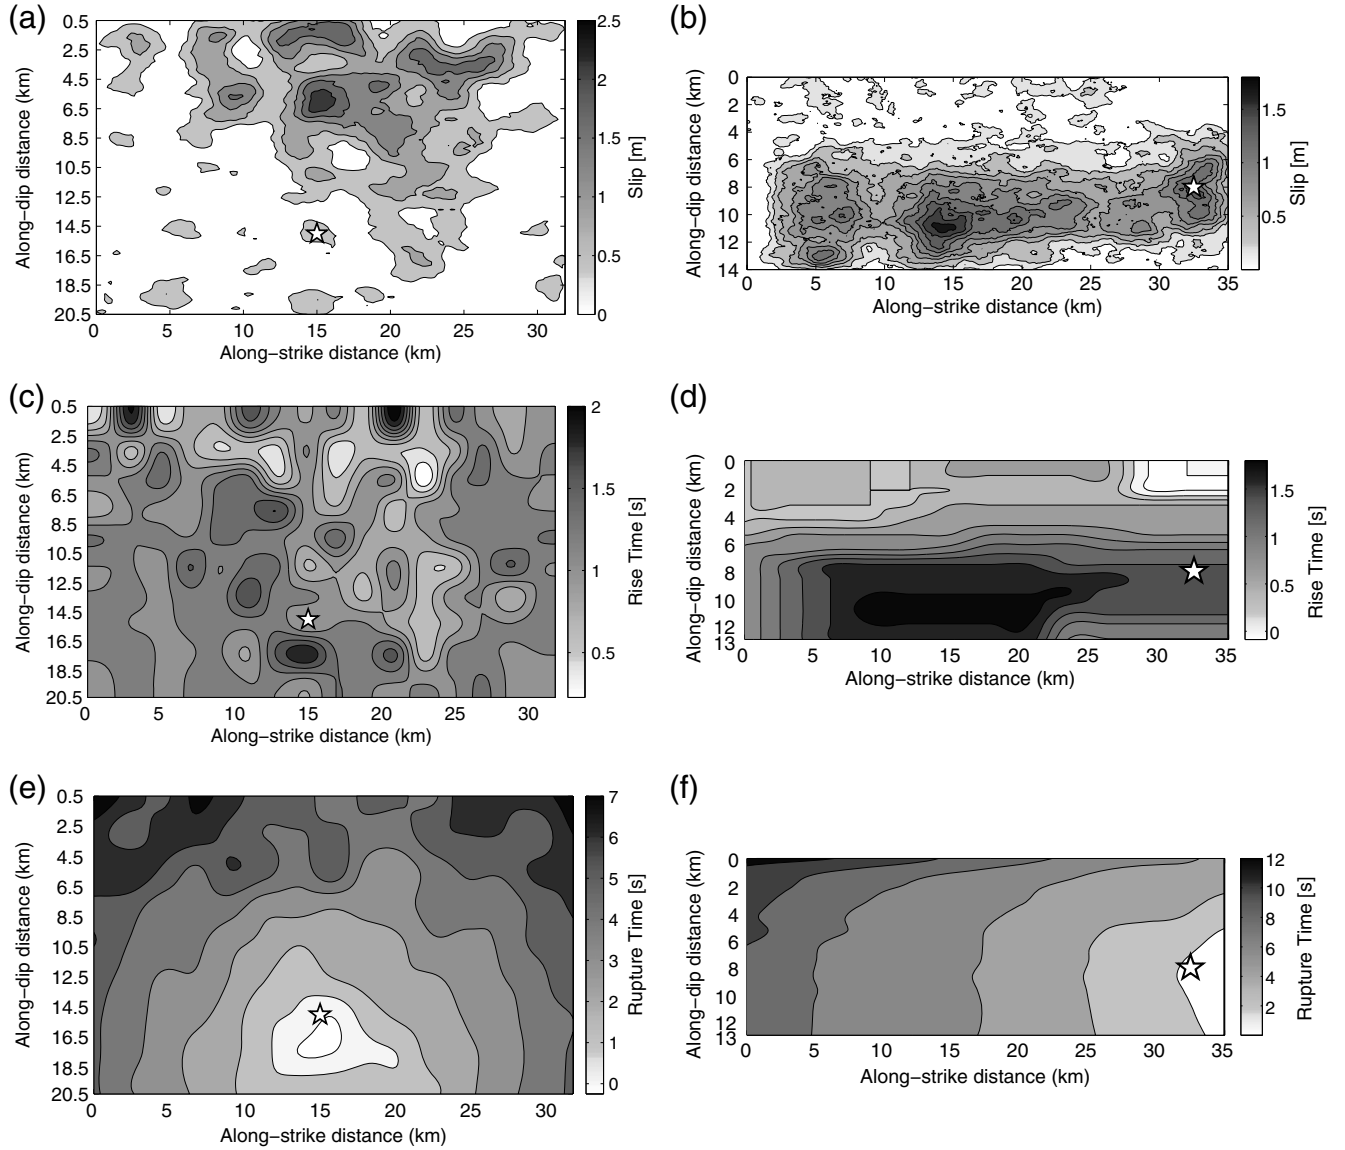 (a)
0.5
2.5
4.5
6.5
8.5
10.5
12.5
14.5
16.5
18.5
20.5
Along−dip distance (km)
0 5 10 15 20 25 30
Along−strike distance (km)
2.5
2
1.5
1
0.5
0
Slip [m]
(b)
0
2
4
6
8
10
12
14
Along−dip distance (km)
0 5 10 15 20 25 30 35
Along−strike distance (km)
1.5
1
0.5
Slip [m]
(c)
0.5
2.5
4.5
6.5
8.5
10.5
12.5
14.5
16.5
18.5
20.5
Along−dip distance (km)
0 5 10 15 20 25 30
Along−strike distance (km)
2
1.5
1
0.5
Rise Time [s]
(d)
0
2
4
6
8
10
13
Along−dip distance (km)
0 5 10 15 20 25 30 35
Along−strike distance (km)
1.5
1
0.5
0
Rise Time [s]
(e)
0.5
2.5
4.5
6.5
8.5
10.5
12.5
14.5
16.5
18.5
20.5
Along−dip distance (km)
0 5 10 15 20 25 30
Along−strike distance (km)
7
6
5
4
3
2
1
0
Rupture Time [s]
(f)
0
2
4
6
8
10
13
Along−dip distance (km)
0 5 10 15 20 25 30 35
Along−strike distance (km)
12
10
8
6
4
2
Rupture Time [s]